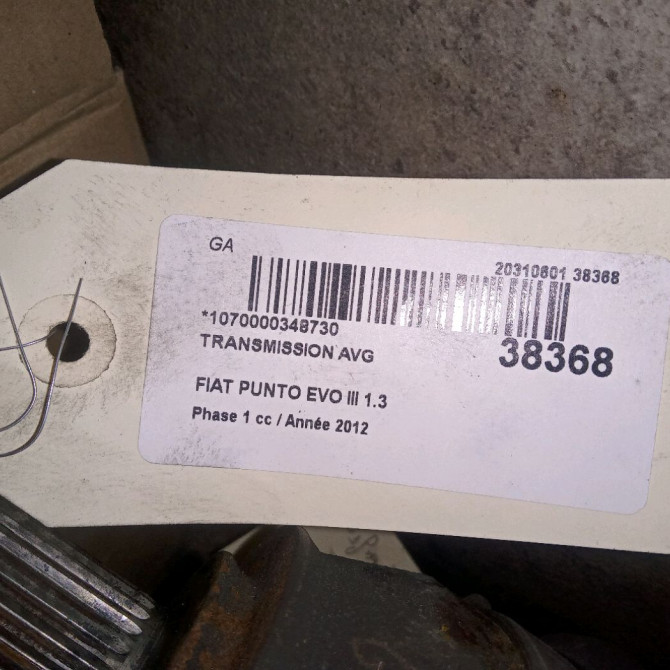 GA
20310601 38368
*1070000348730
TRANSMISSION AVG
38368
FIAT PUNTO EVO III 1.3
Phase 1 cc / Année 2012